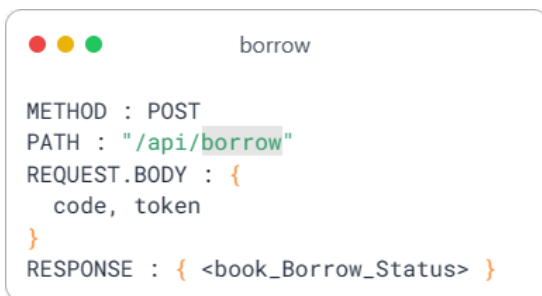 borrow
METHOD : POST
PATH : "/api/borrow"
REQUEST.BODY : {
code, token
}
RESPONSE : { <book_Borrow_Status> }